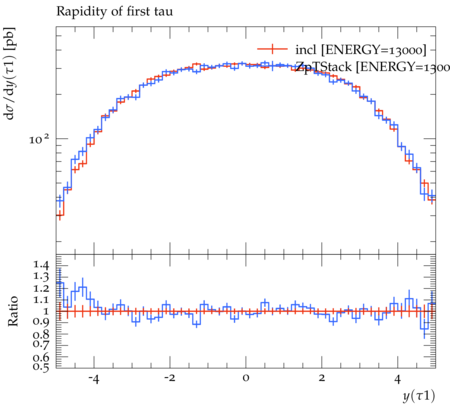 Rapidity of first tau
dσ/dy(τ1) [pb]
incl [ENERGY=13000]
ZpTStack [ENERGY=1300
10²
Ratio
1.4
1.3
1.2
1.1
1
0.9
0.8
0.7
0.6
0.5
-4 -2 0 2 4
y(τ1)